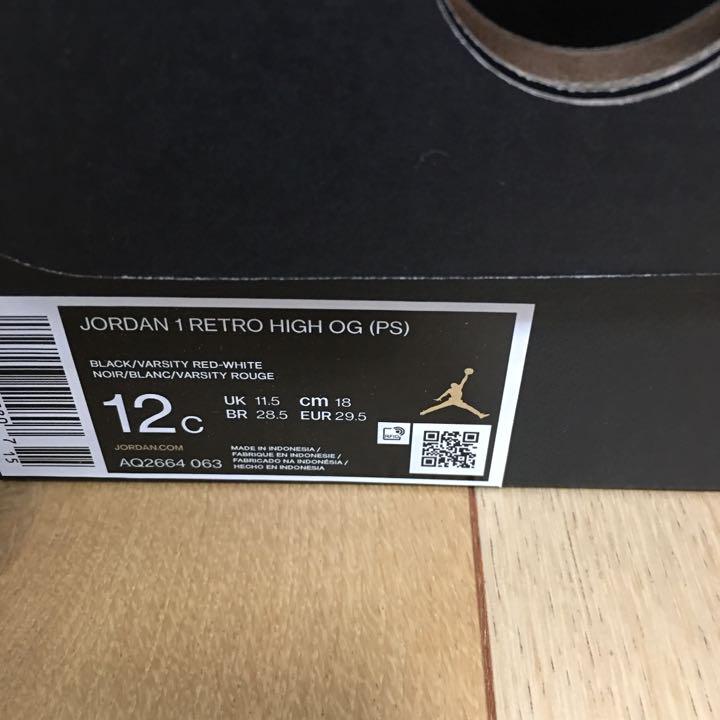 JORDAN 1 RETRO HIGH OG (PS)
BLACK/VARSITY RED-WHITE
NOIR/BLANC/VARSITY ROUGE
12C
UK 11.5 cm 18
BR 28.5 EUR 29.5
JORDAN.COM
AQ2664 063
MADE IN INDONESIA /
FABRIQUE EN INDONESIE /
FABRICADO NA INDONÉSIA /
HECHO EN INDONESIA
RFID